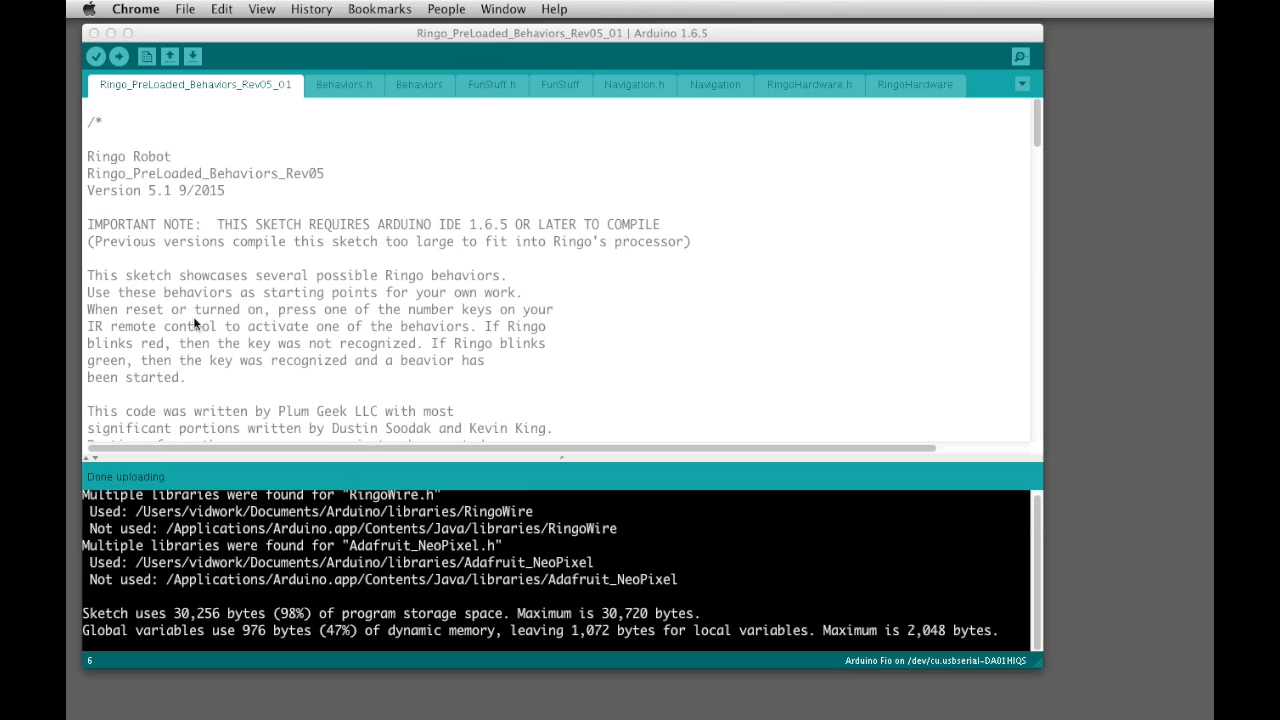 Chrome File Edit View History Bookmarks People Window Help
Ringo_PreLoaded_Behaviors_Rev05_01 | Arduino 1.6.5
Ringo_PreLoaded_Behaviors_Rev05_01 Behaviors.h Behaviors FunStuff.h FunStuff Navigation.h Navigation RingoHardware.h RingoHardware
/*
Ringo Robot
Ringo_PreLoaded_Behaviors_Rev05
Version 5.1 9/2015
IMPORTANT NOTE:  THIS SKETCH REQUIRES ARDUINO IDE 1.6.5 OR LATER TO COMPILE
(Previous versions compile this sketch too large to fit into Ringo's processor)
This sketch showcases several possible Ringo behaviors.
Use these behaviors as starting points for your own work.
When reset or turned on, press one of the number keys on your
IR remote control to activate one of the behaviors. If Ringo
blinks red, then the key was not recognized. If Ringo blinks
green, then the key was recognized and a beavior has
been started.
This code was written by Plum Geek LLC with most
significant portions written by Dustin Soodak and Kevin King.
Done uploading.
Multiple libraries were found for "RingoWire.h"
Used: /Users/vidwork/Documents/Arduino/libraries/RingoWire
Not used: /Applications/Arduino.app/Contents/Java/libraries/RingoWire
Multiple libraries were found for "Adafruit_NeoPixel.h"
Used: /Users/vidwork/Documents/Arduino/libraries/Adafruit_NeoPixel
Not used: /Applications/Arduino.app/Contents/Java/libraries/Adafruit_NeoPixel
Sketch uses 30,256 bytes (98%) of program storage space. Maximum is 30,720 bytes.
Global variables use 976 bytes (47%) of dynamic memory, leaving 1,072 bytes for local variables. Maximum is 2,048 bytes.
6 Arduino Fio on /dev/cu.usbserial-DA01HIQS